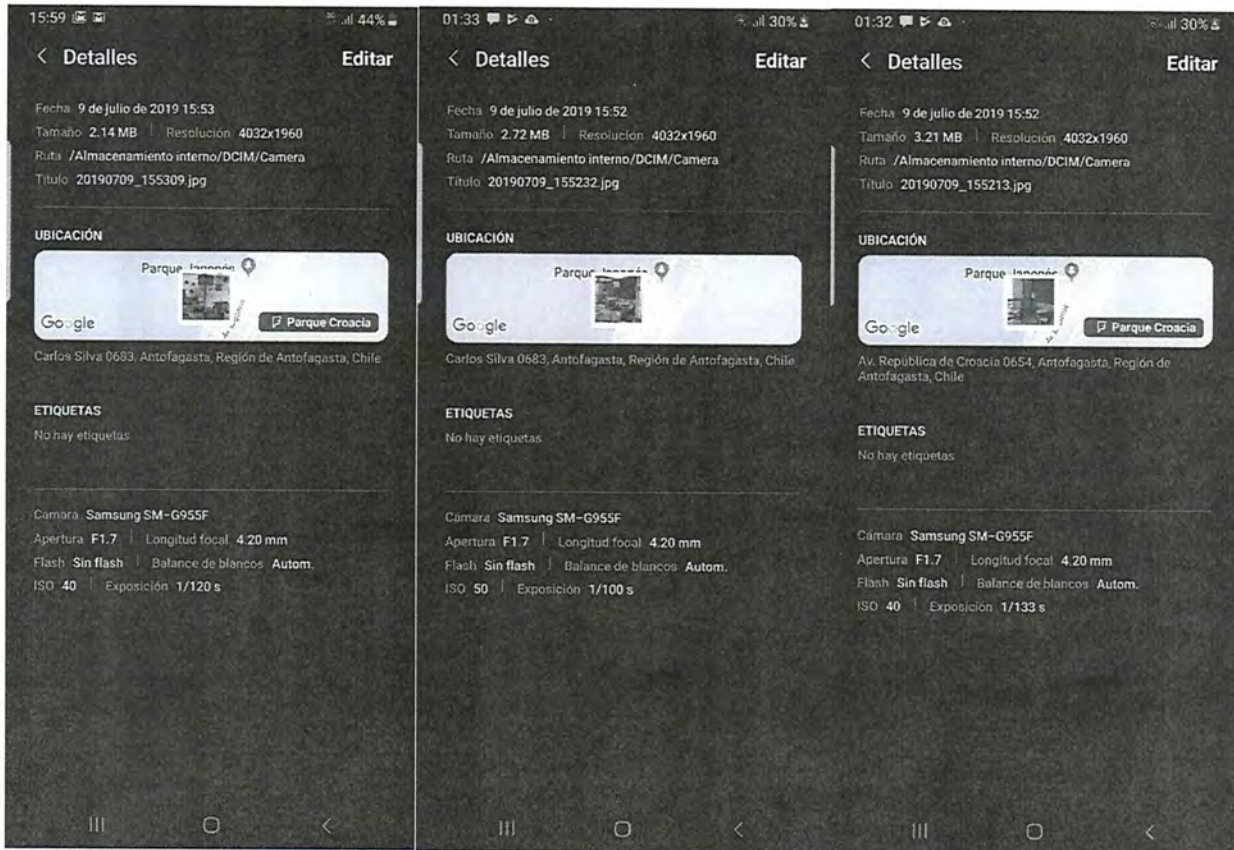 15:59 44%
Detalles Editar
Fecha 9 de julio de 2019 15:53
Tamaño 2.14 MB | Resolución 4032x1960
Ruta /Almacenamiento interno/DCIM/Camera
Título 20190709_155309.jpg
UBICACIÓN
Parque Japonés
Google Parque Croacia
Carlos Silva 0683, Antofagasta, Región de Antofagasta, Chile
ETIQUETAS
No hay etiquetas
Cámara Samsung SM-G955F
Apertura F1.7 | Longitud focal 4.20 mm
Flash Sin flash | Balance de blancos Autom.
ISO 40 | Exposición 1/120 s
01:33 30%
Detalles Editar
Fecha 9 de julio de 2019 15:52
Tamaño 2.72 MB | Resolución 4032x1960
Ruta /Almacenamiento interno/DCIM/Camera
Título 20190709_155232.jpg
UBICACIÓN
Parque Japonés
Google
Carlos Silva 0683, Antofagasta, Región de Antofagasta, Chile
ETIQUETAS
No hay etiquetas
Cámara Samsung SM-G955F
Apertura F1.7 | Longitud focal 4.20 mm
Flash Sin flash | Balance de blancos Autom.
ISO 50 | Exposición 1/100 s
01:32 30%
Detalles Editar
Fecha 9 de julio de 2019 15:52
Tamaño 3.21 MB | Resolución 4032x1960
Ruta /Almacenamiento interno/DCIM/Camera
Título 20190709_155213.jpg
UBICACIÓN
Parque Japonés
Google Parque Croacia
Av. República de Croacia 0654, Antofagasta, Región de
Antofagasta, Chile
ETIQUETAS
No hay etiquetas
Cámara Samsung SM-G955F
Apertura F1.7 | Longitud focal 4.20 mm
Flash Sin flash | Balance de blancos Autom.
ISO 40 | Exposición 1/133 s